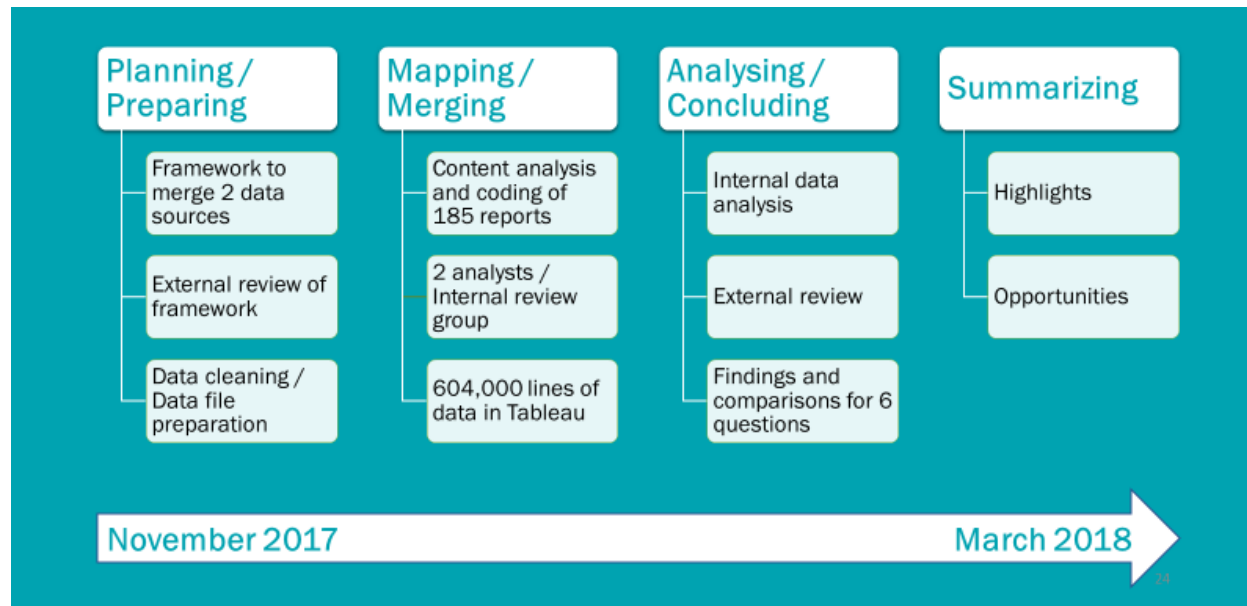 Planning /
Preparing
Framework to
merge 2 data
sources
External review of
framework
Data cleaning /
Data file
preparation
Mapping/
Merging
Content analysis
and coding of
185 reports
2 analysts /
Internal review
group
604,000 lines of
data in Tableau
Analysing/
Concluding
Internal data
analysis
External review
Findings and
comparisons for 6
questions
Summarizing
Highlights
Opportunities
November 2017
March 2018
24